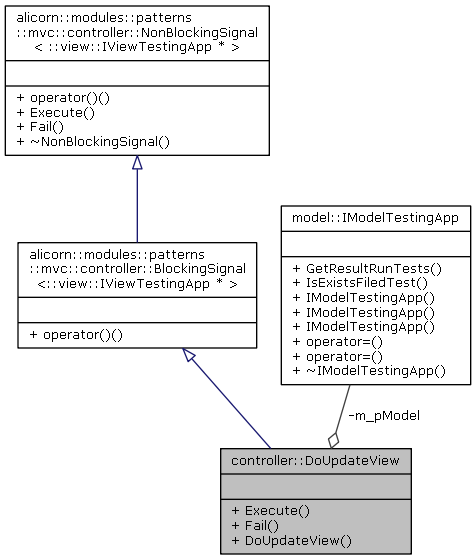 alicorn::modules::patterns
::mvc::controller::NonBlockingSignal
< ::view::IViewTestingApp * >
+ operator()()
+ Execute()
+ Fail()
+ ~NonBlockingSignal()
alicorn::modules::patterns
::mvc::controller::BlockingSignal
<::view::IViewTestingApp * >
+ operator()()
model::IModelTestingApp
+ GetResultRunTests()
+ IsExistsFiledTest()
+ IModelTestingApp()
+ IModelTestingApp()
+ IModelTestingApp()
+ operator=()
+ operator=()
+ ~IModelTestingApp()
-m_pModel
controller::DoUpdateView
+ Execute()
+ Fail()
+ DoUpdateView()